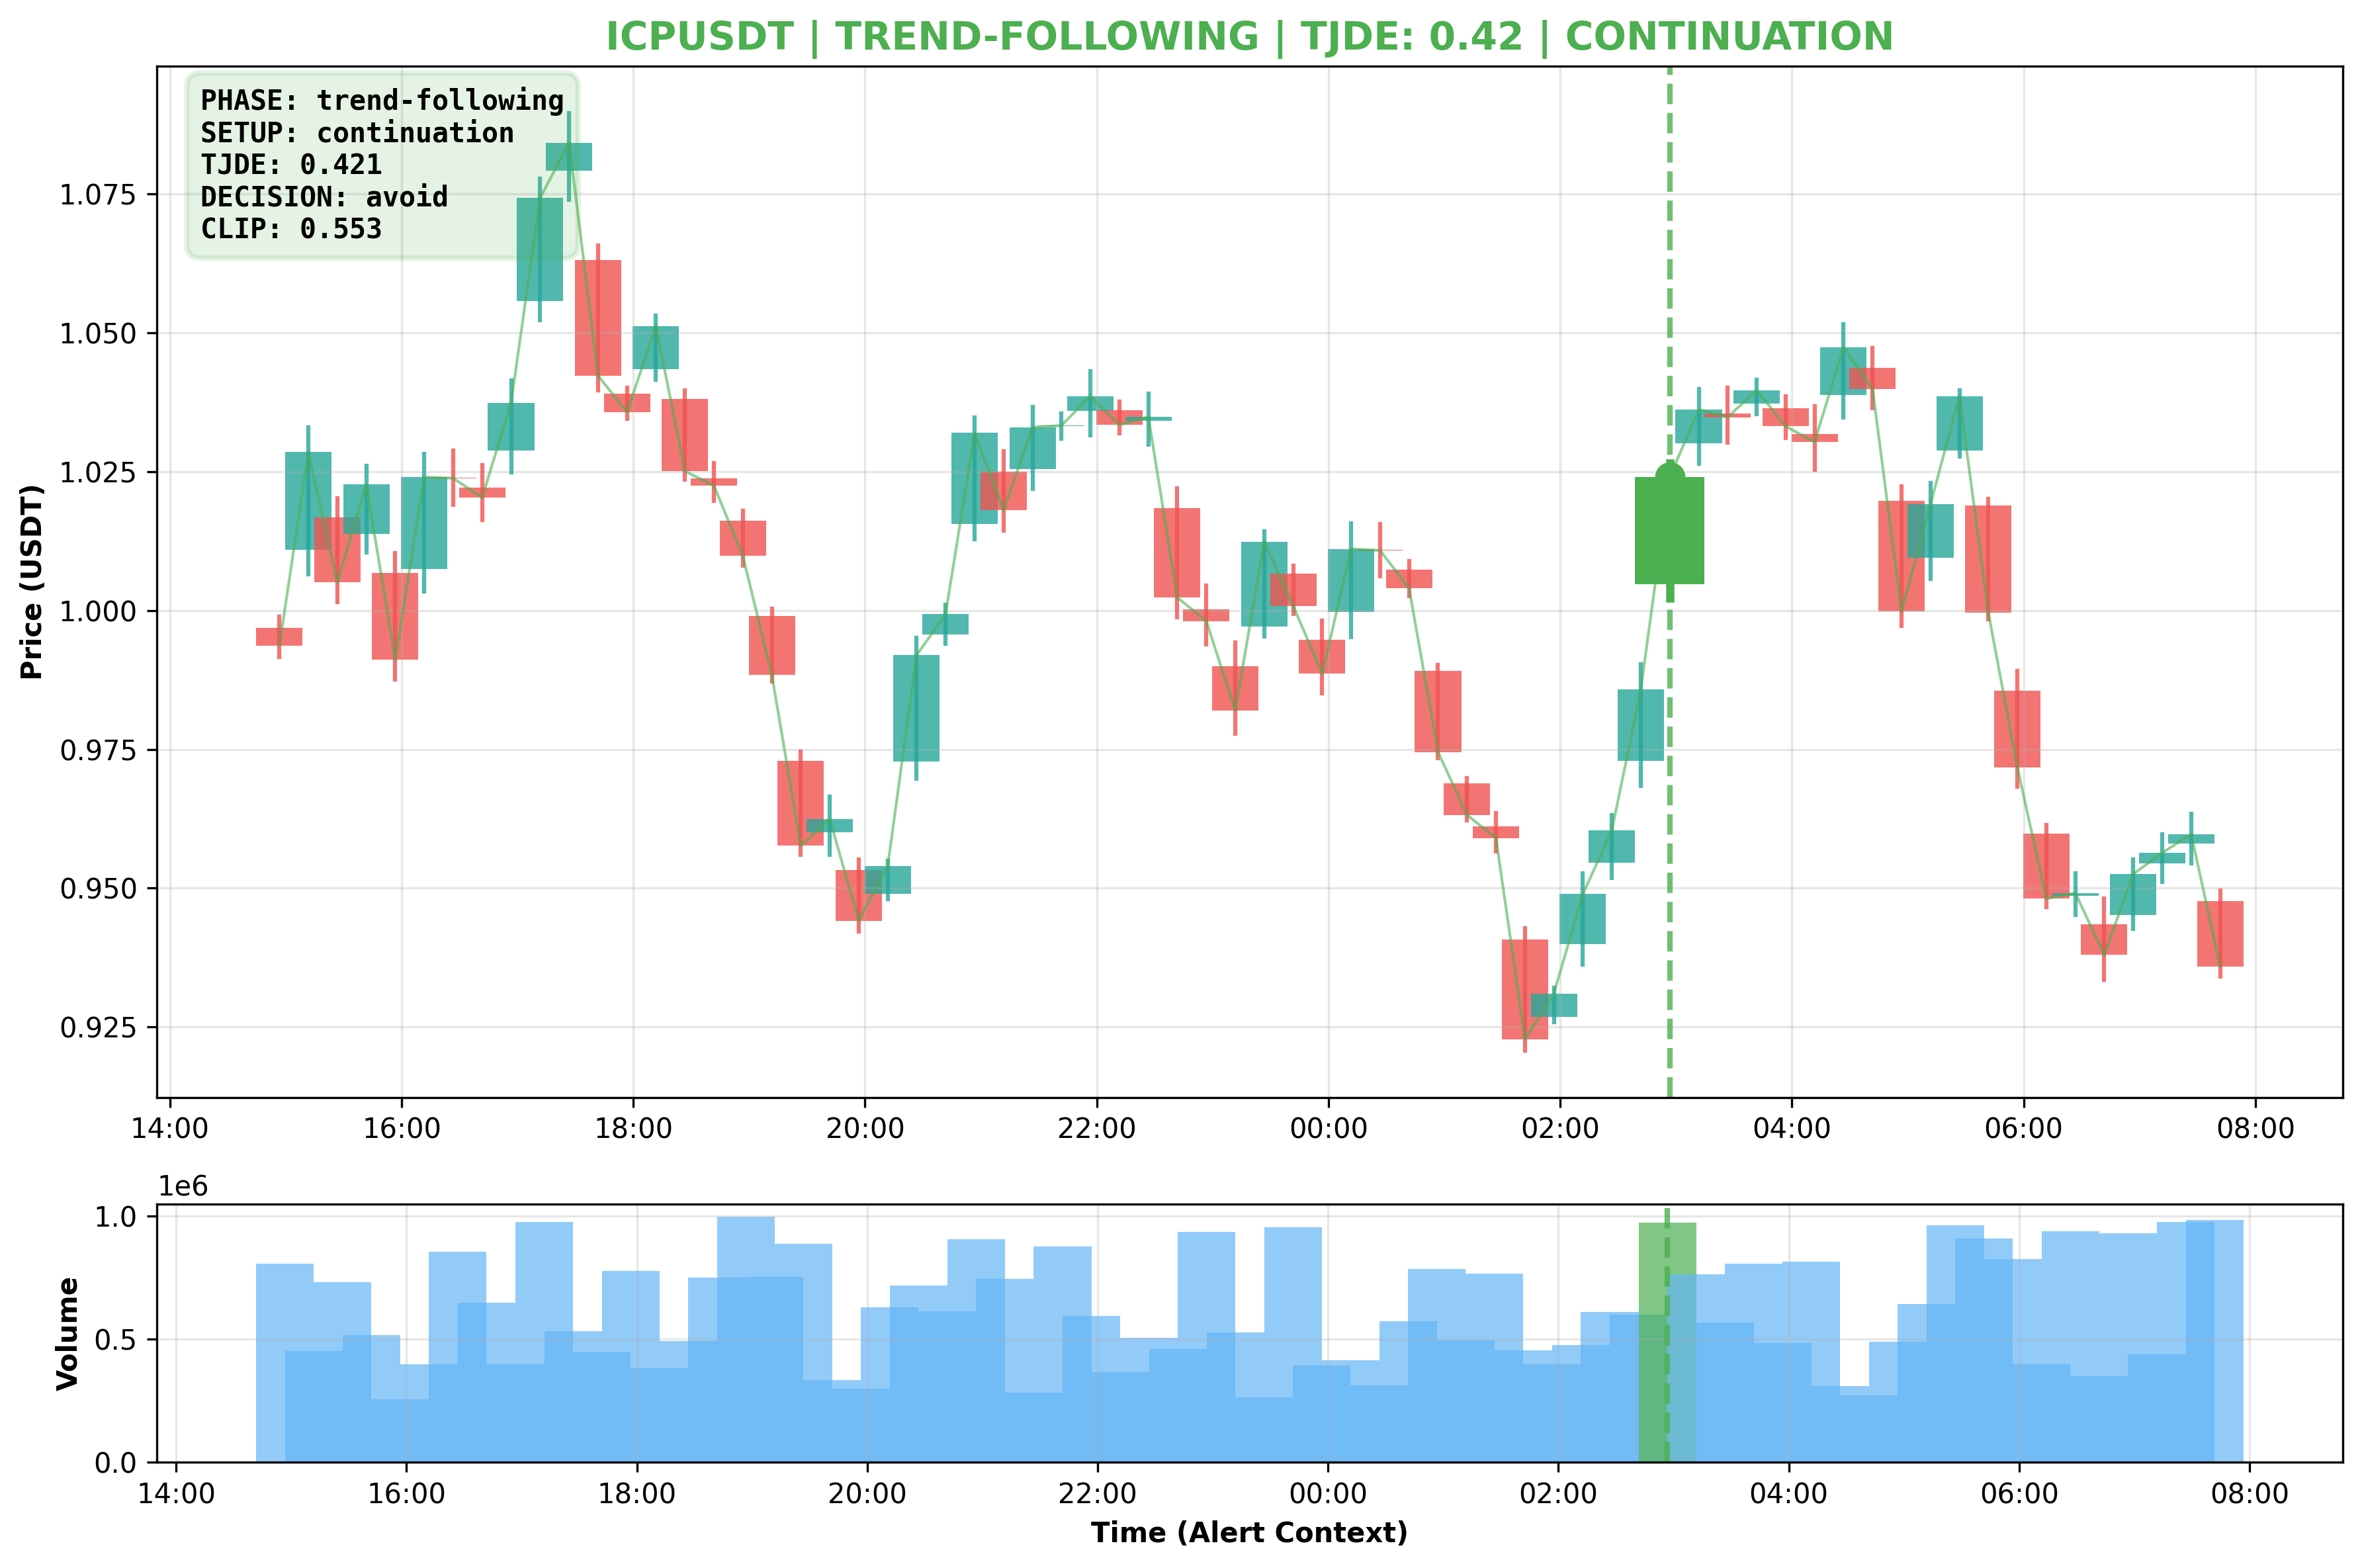 ICPUSDT | TREND-FOLLOWING | TJDE: 0.42 | CONTINUATION
PHASE: trend-following
SETUP: continuation
TJDE: 0.421
DECISION: avoid
CLIP: 0.553
Price (USDT)
1.075
1.050
1.025
1.000
0.975
0.950
0.925
14:00 16:00 18:00 20:00 22:00 00:00 02:00 04:00 06:00 08:00
1e6
Volume
1.0
0.5
0.0
14:00 16:00 18:00 20:00 22:00 00:00 02:00 04:00 06:00 08:00
Time (Alert Context)